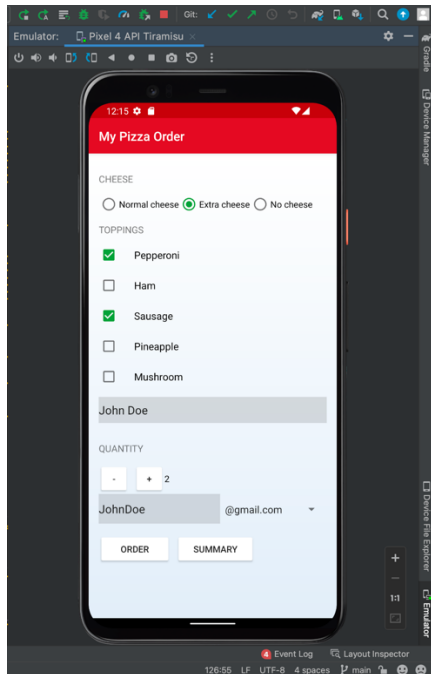 Git:
Emulator: Pixel 4 API Tiramisu
Gradle
Device Manager
12:15
My Pizza Order
CHEESE
Normal cheese Extra cheese No cheese
TOPPINGS
Pepperoni
Ham
Sausage
Pineapple
Mushroom
John Doe
QUANTITY
- + 2
JohnDoe @gmail.com
ORDER SUMMARY
Device File Explorer
Emulator
1:1
4 Event Log Layout Inspector
126:55 LF UTF-8 4 spaces main